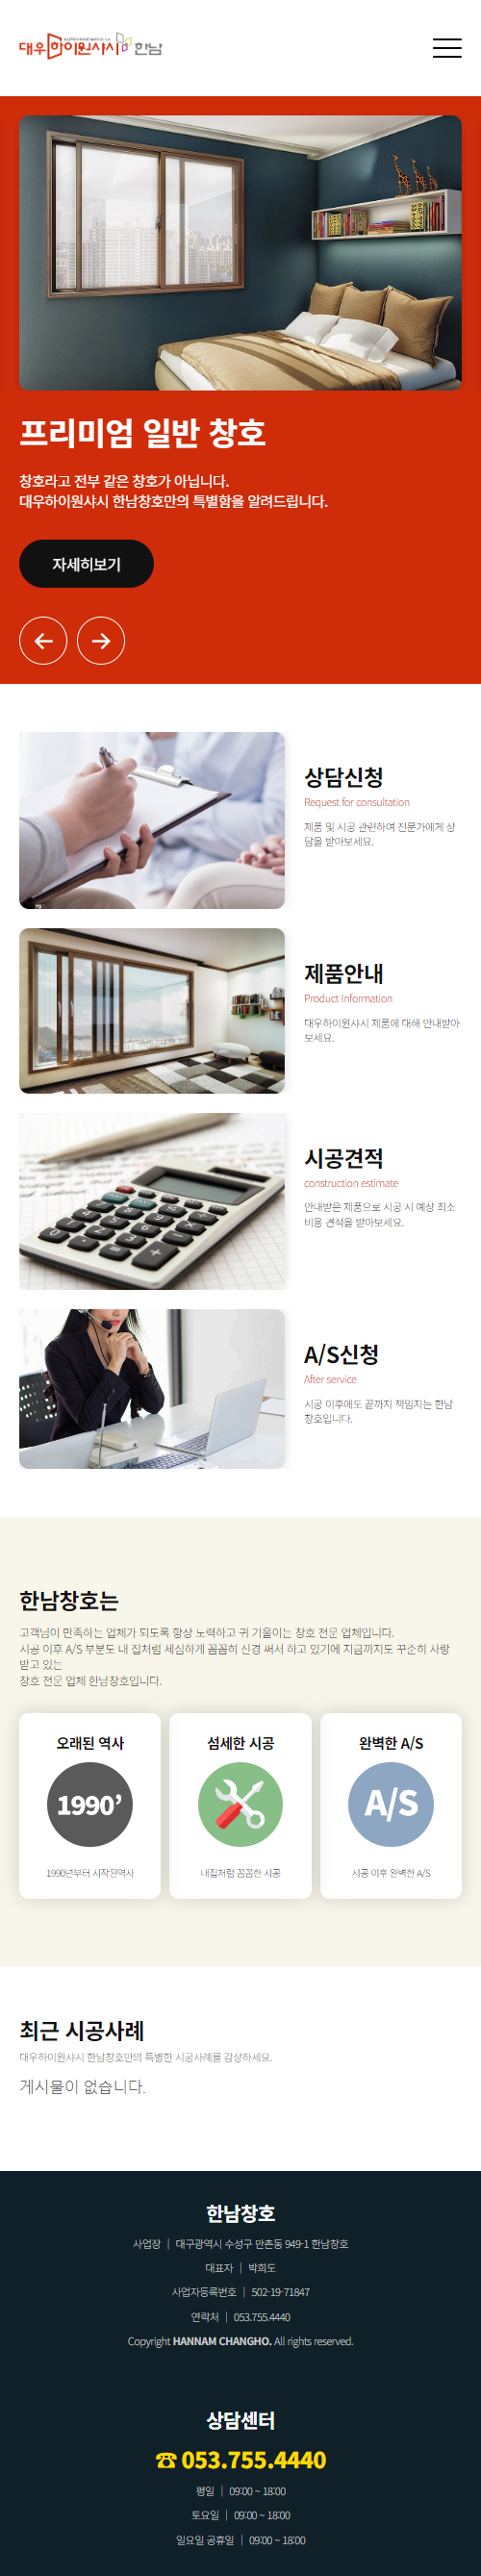 대우하이원샤시 한남
프리미엄 일반 창호
창호라고 전부 같은 창호가 아닙니다.
대우하이원샤시 한남창호만의 특별함을 알려드립니다.
자세히보기
상담신청
Request for consultation
제품 및 시공 관련하여 전문가에게 상
담을 받아보세요.
제품안내
Product Information
대우하이원샤시 제품에 대해 안내받아
보세요.
시공견적
construction estimate
안내받은 제품으로 시공 시 예상 최소
비용 견적을 받아보세요.
A/S신청
After service
시공 이후에도 끝까지 책임지는 한남
창호입니다.
한남창호는
고객님이 만족하는 업체가 되도록 항상 노력하고 귀 기울이는 창호 전문 업체입니다.
시공 이후 A/S 부분도 내 집처럼 세심하게 꼼꼼히 신경 써서 하고 있기에 지금까지도 꾸준히 사랑
받고 있는
창호 전문 업체 한남창호입니다.
오래된 역사
1990’
1990년부터 시작된역사
섬세한 시공
내집처럼 꼼꼼한 시공
완벽한 A/S
A/S
시공 이후 완벽한 A/S
최근 시공사례
대우하이원샤시 한남창호만의 특별한 시공사례를 감상하세요.
게시물이 없습니다.
한남창호
사업장 | 대구광역시 수성구 만촌동 949-1 한남창호
대표자 | 박희도
사업자등록번호 | 502-19-71847
연락처 | 053.755.4440
Copyright HANNAM CHANGHO. All rights reserved.
상담센터
☎ 053.755.4440
평일 | 09:00 ~ 18:00
토요일 | 09:00 ~ 18:00
일요일 공휴일 | 09:00 ~ 18:00